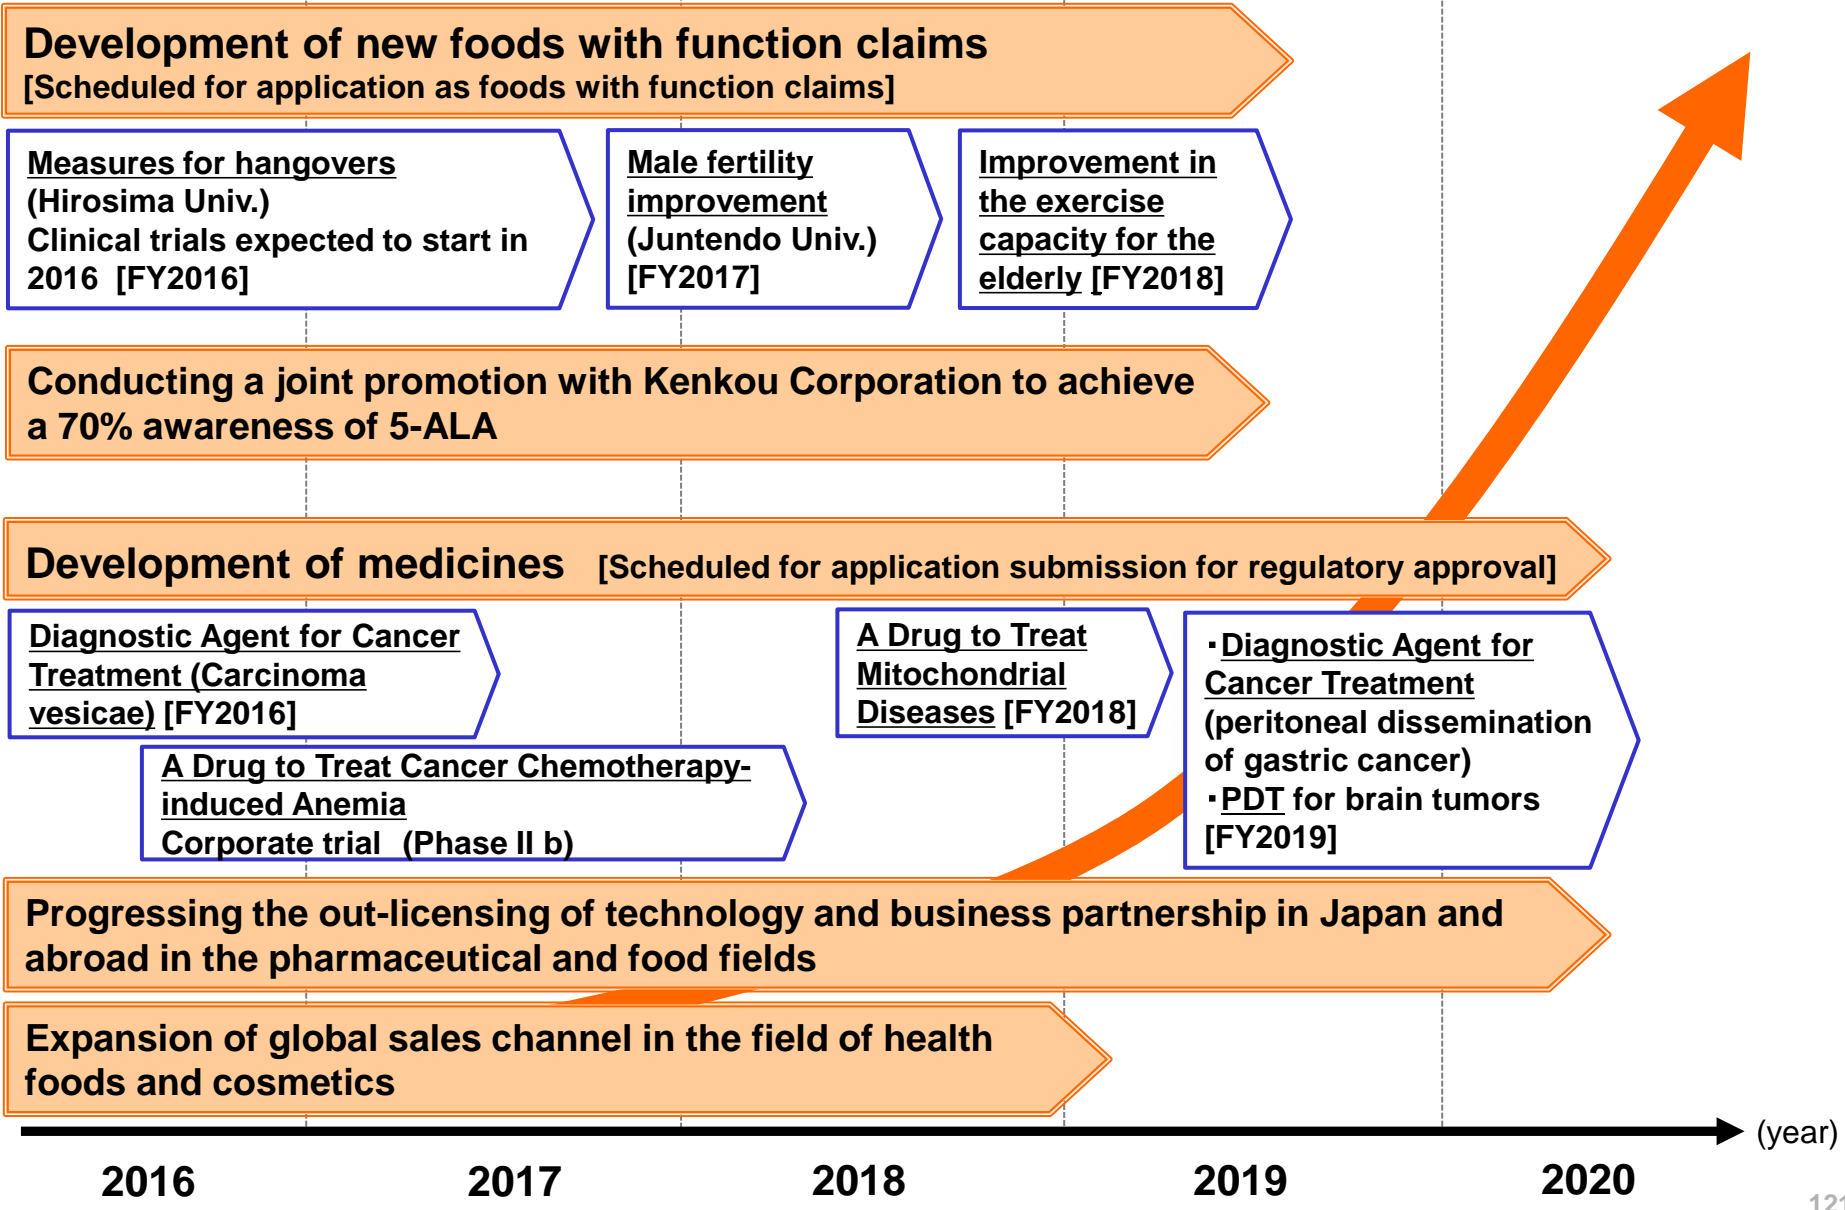 Development of new foods with function claims
[Scheduled for application as foods with function claims]
Measures for hangovers
(Hirosima Univ.)
Clinical trials expected to start in
2016 [FY2016]
Male fertility
improvement
(Juntendo Univ.)
[FY2017]
Improvement in
the exercise
capacity for the
elderly [FY2018]
Conducting a joint promotion with Kenkou Corporation to achieve
a 70% awareness of 5-ALA
Development of medicines [Scheduled for application submission for regulatory approval]
Diagnostic Agent for Cancer
Treatment (Carcinoma
vesicae) [FY2016]
A Drug to Treat Cancer Chemotherapy-
induced Anemia
Corporate trial (Phase II b)
A Drug to Treat
Mitochondrial
Diseases [FY2018]
・Diagnostic Agent for
Cancer Treatment
(peritoneal dissemination
of gastric cancer)
・PDT for brain tumors
[FY2019]
Progressing the out-licensing of technology and business partnership in Japan and
abroad in the pharmaceutical and food fields
Expansion of global sales channel in the field of health
foods and cosmetics
(year)
2016 2017 2018 2019 2020
121